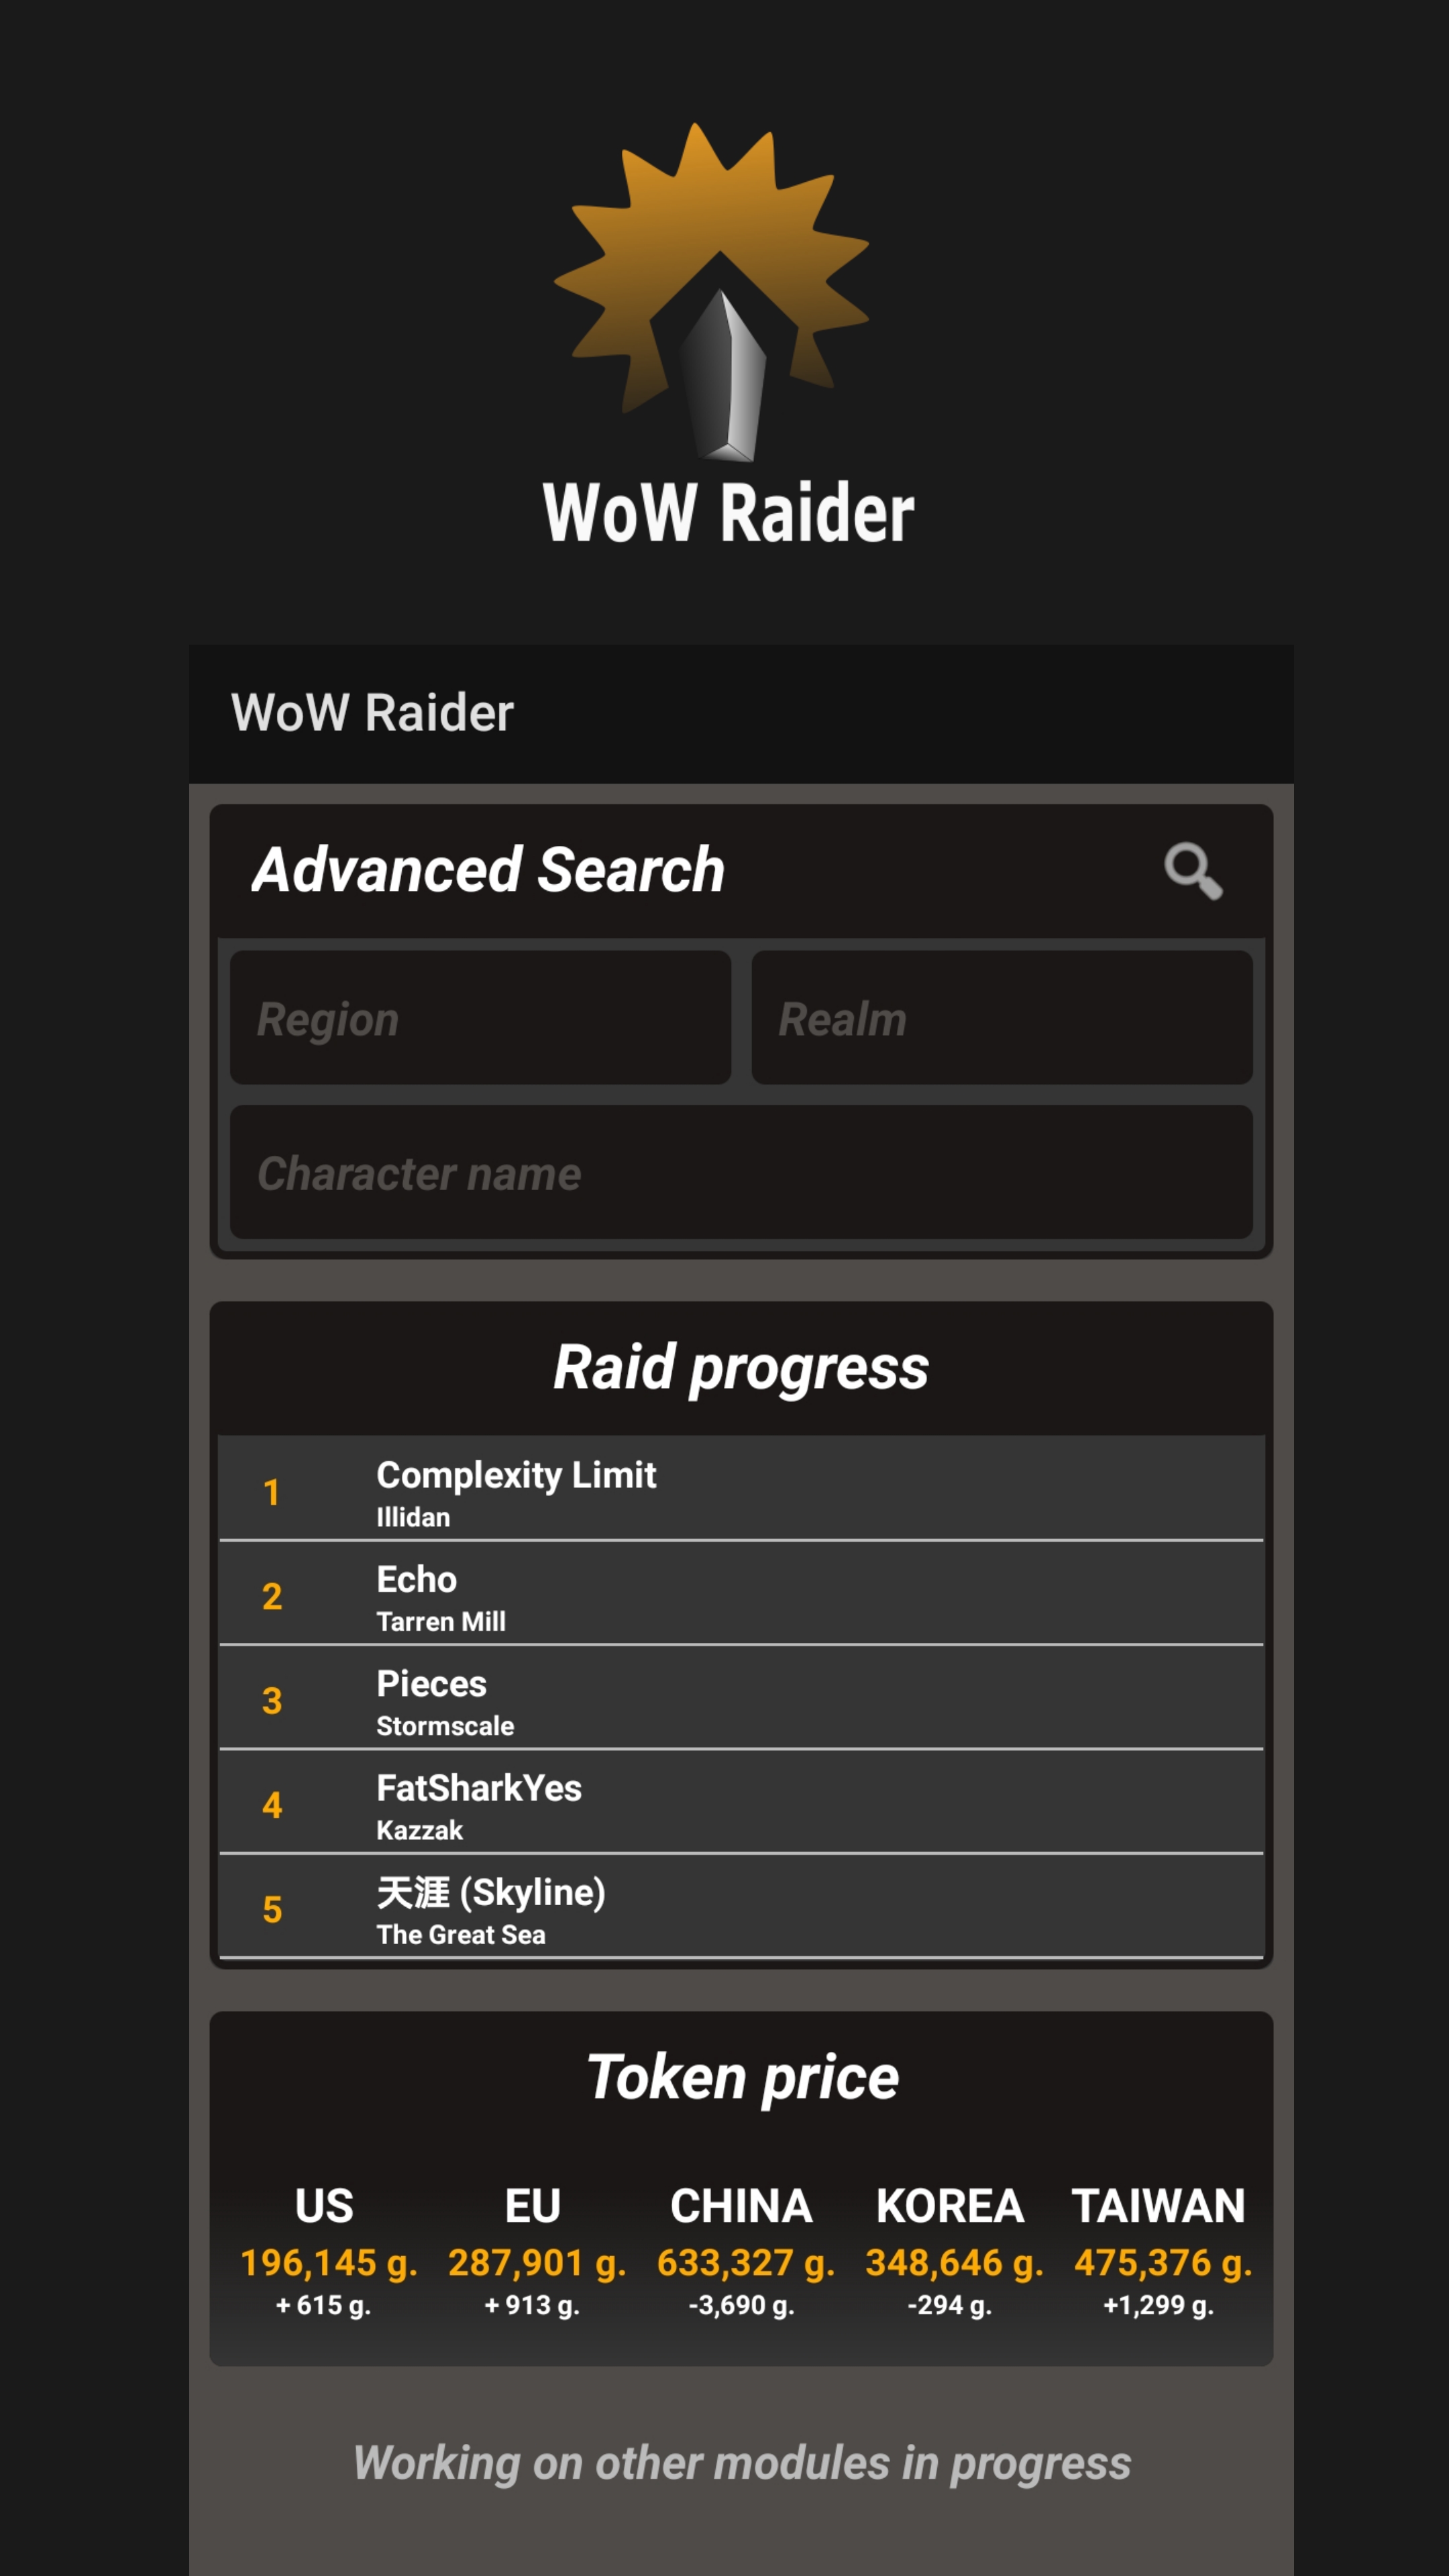 WoW Raider
WoW Raider
Advanced Search
Region Realm
Character name
Raid progress
1 Complexity Limit
Illidan
2 Echo
Tarren Mill
3 Pieces
Stormscale
4 FatSharkYes
Kazzak
5 天涯 (Skyline)
The Great Sea
Token price
US EU CHINA KOREA TAIWAN
196,145 g. 287,901 g. 633,327 g. 348,646 g. 475,376 g.
+ 615 g. + 913 g. -3,690 g. -294 g. +1,299 g.
Working on other modules in progress